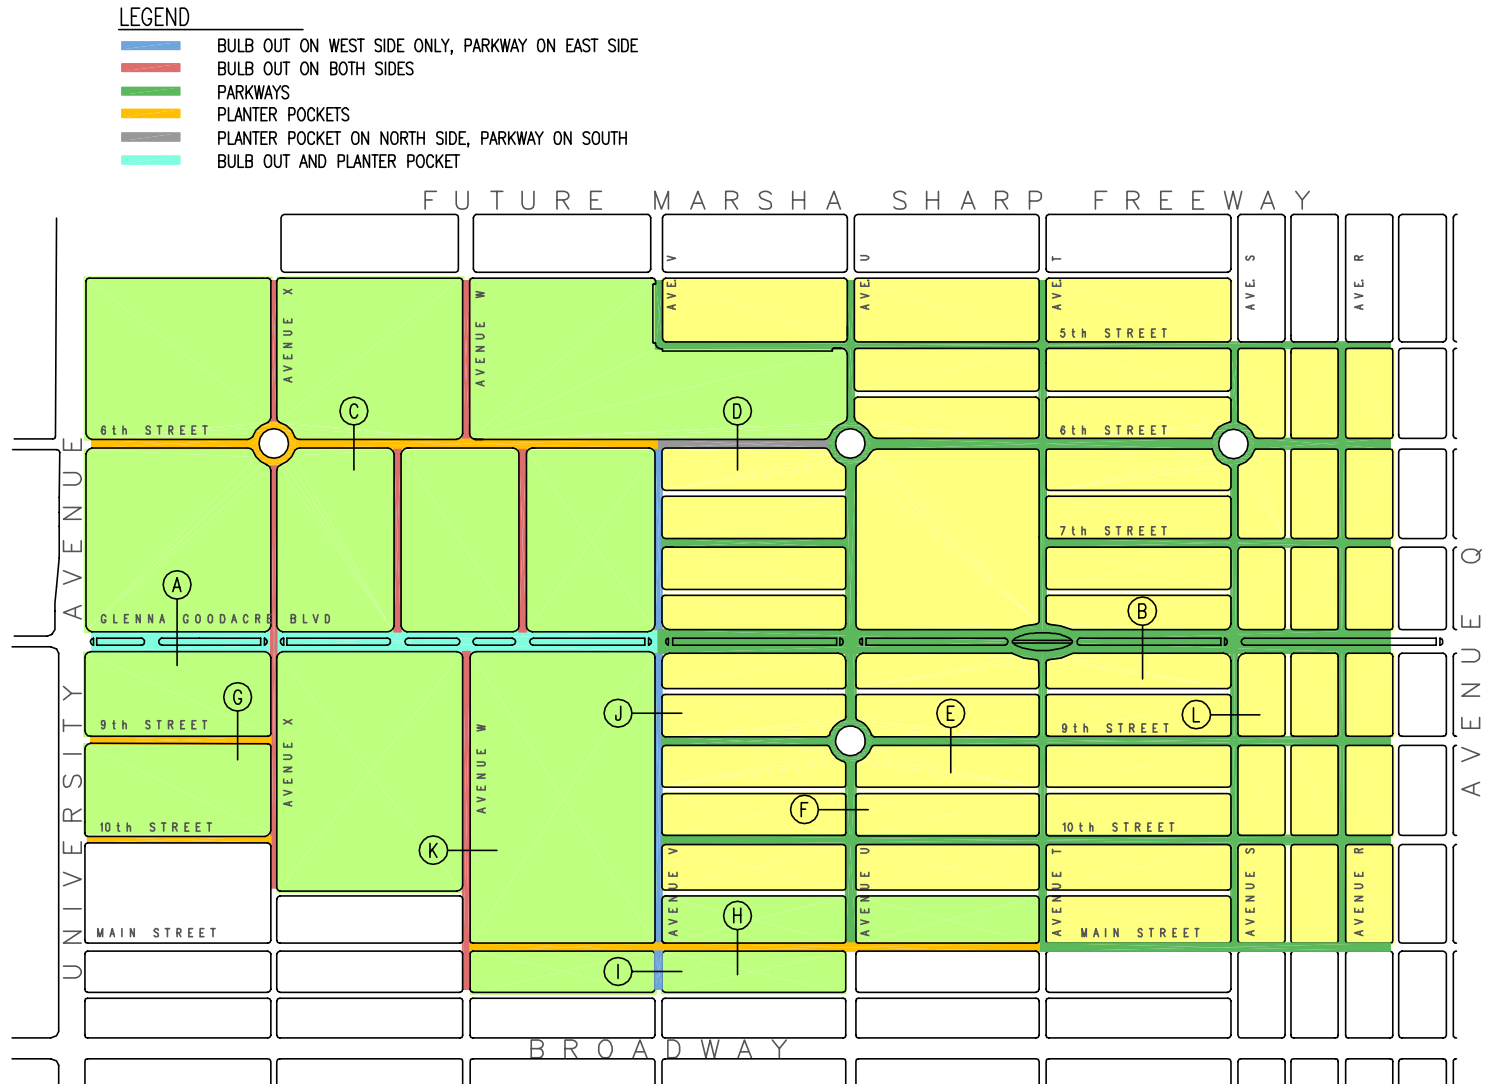 LEGEND
BULB OUT ON WEST SIDE ONLY, PARKWAY ON EAST SIDE
BULB OUT ON BOTH SIDES
PARKWAYS
PLANTER POCKETS
PLANTER POCKET ON NORTH SIDE, PARKWAY ON SOUTH
BULB OUT AND PLANTER POCKET
FUTURE MARSHA SHARP FREEWAY
AVE V
AVE U
AVE T
AVE S
AVE R
AVENUE X
AVENUE W
5th STREET
C
D
6th STREET
6th STREET
7th STREET
UNIVERSITY AVENUE
AVENUE Q
A
B
GLENNA GOODACRE BLVD
G
J
E
L
9th STREET
9th STREET
AVENUE X
AVENUE W
F
10th STREET
10th STREET
K
AVENUE V
AVENUE U
AVENUE T
AVENUE S
AVENUE R
H
MAIN STREET
MAIN STREET
I
BROADWAY